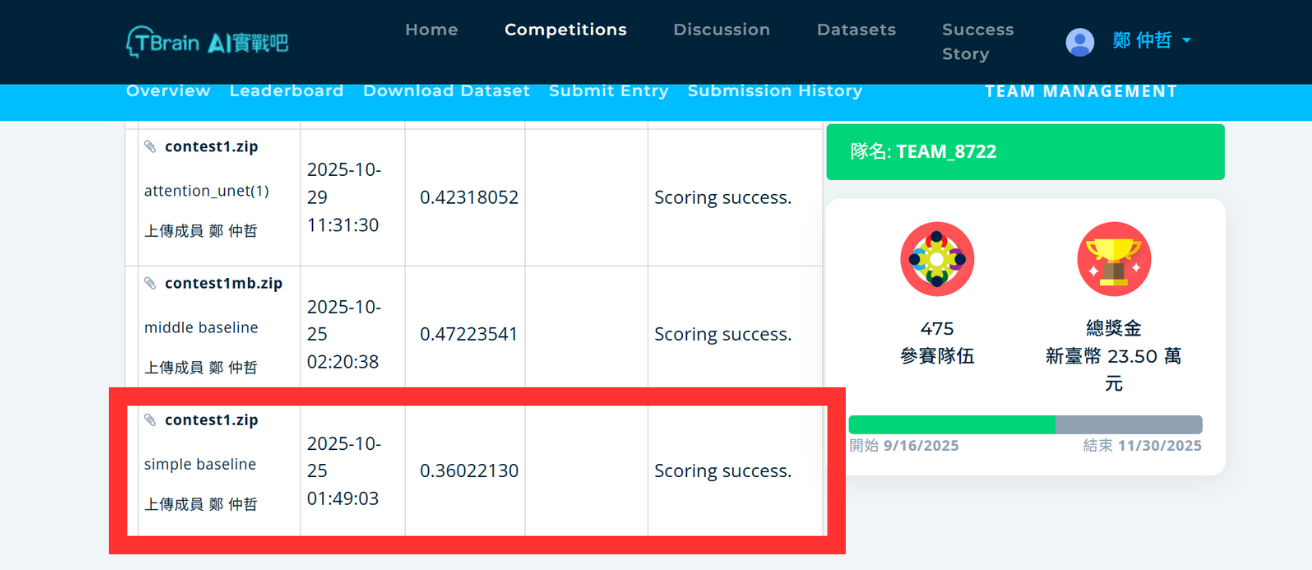 TBrain AI實戰吧
Home
Competitions
Discussion
Datasets
Success
Story
鄭 仲哲
Overview
Leaderboard
Download Dataset
Submit Entry
Submission History
TEAM MANAGEMENT
contest1.zip
attention_unet(1)
上傳成員 鄭 仲哲
2025-10-
29
11:31:30
0.42318052
Scoring success.
contest1mb.zip
middle baseline
上傳成員 鄭 仲哲
2025-10-
25
02:20:38
0.47223541
Scoring success.
contest1.zip
simple baseline
上傳成員 鄭 仲哲
2025-10-
25
01:49:03
0.36022130
Scoring success.
隊名: TEAM_8722
475
參賽隊伍
總獎金
新臺幣 23.50 萬
元
開始 9/16/2025
結束 11/30/2025